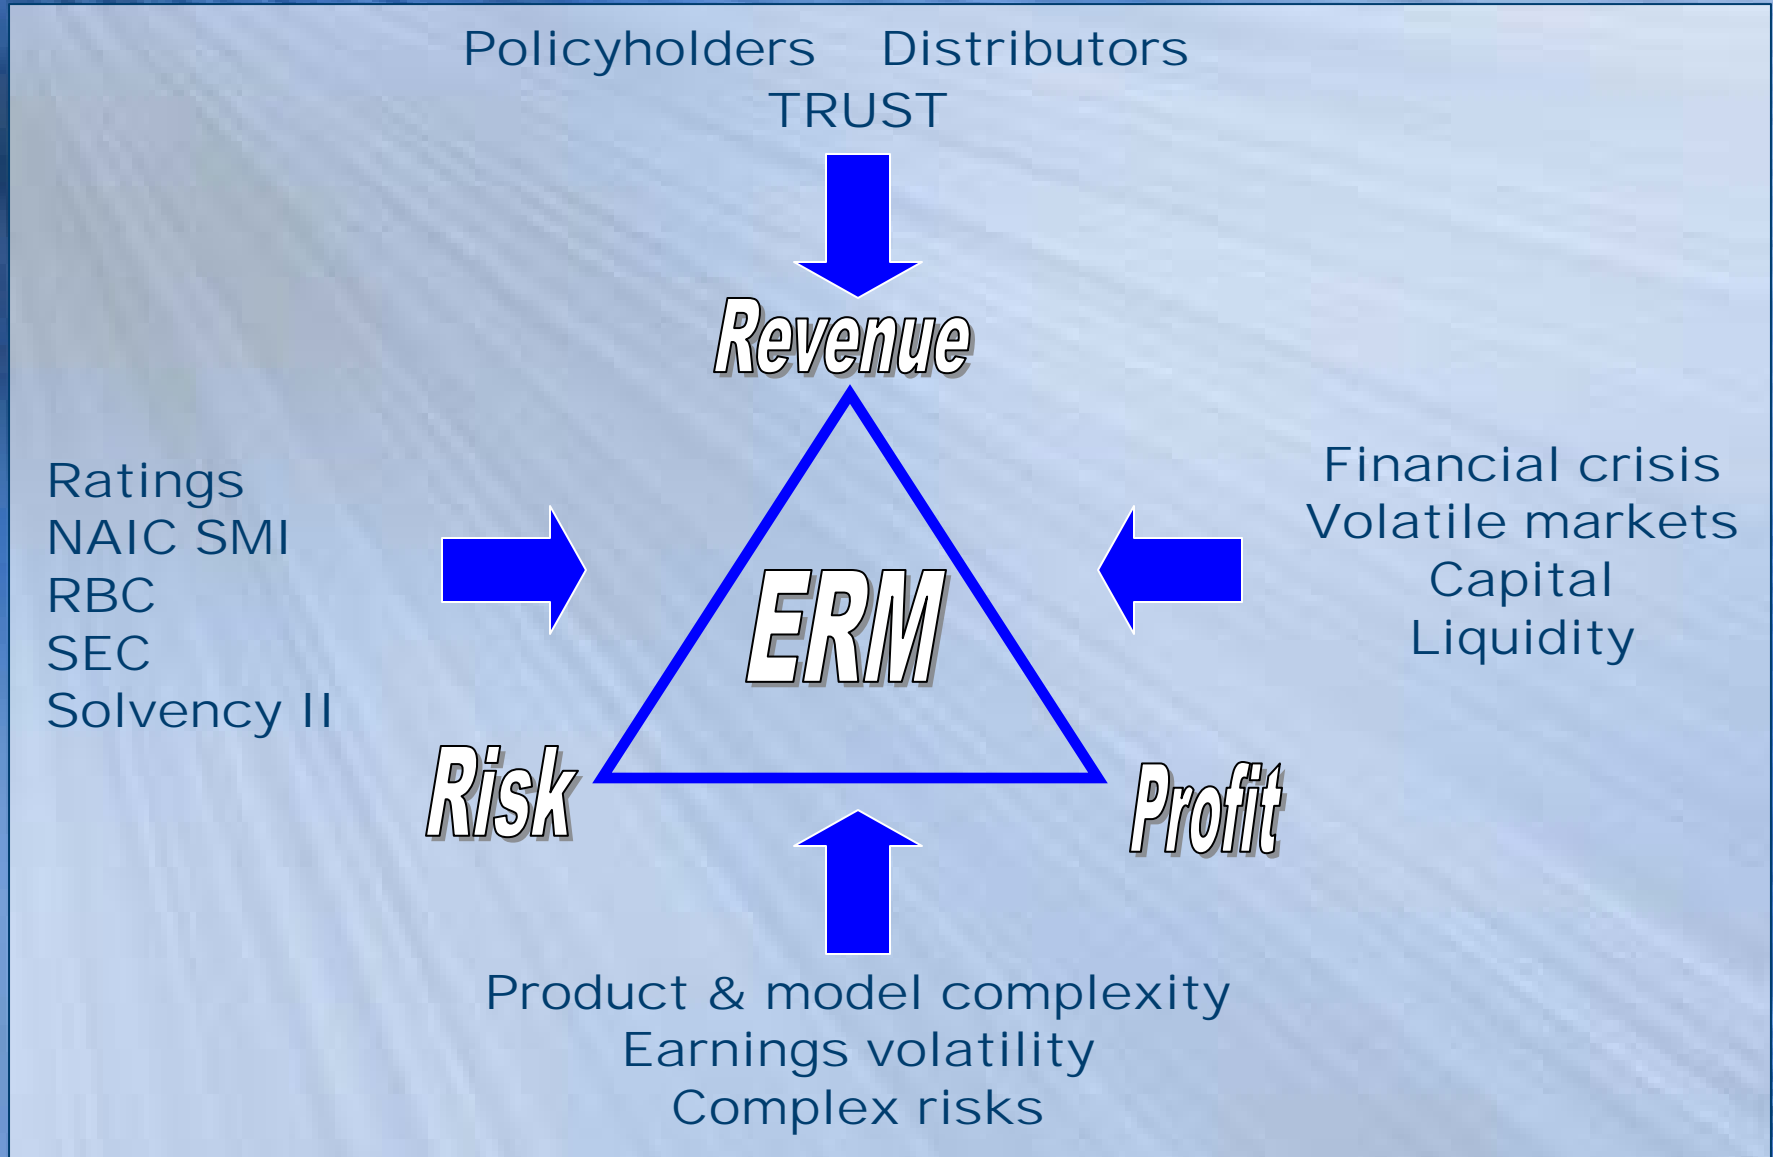 Policyholders Distributors
TRUST
Revenue
Ratings
NAIC SMI
RBC
SEC
Solvency II
Financial crisis
Volatile markets
Capital
Liquidity
ERM
Risk
Profit
Product & model complexity
Earnings volatility
Complex risks